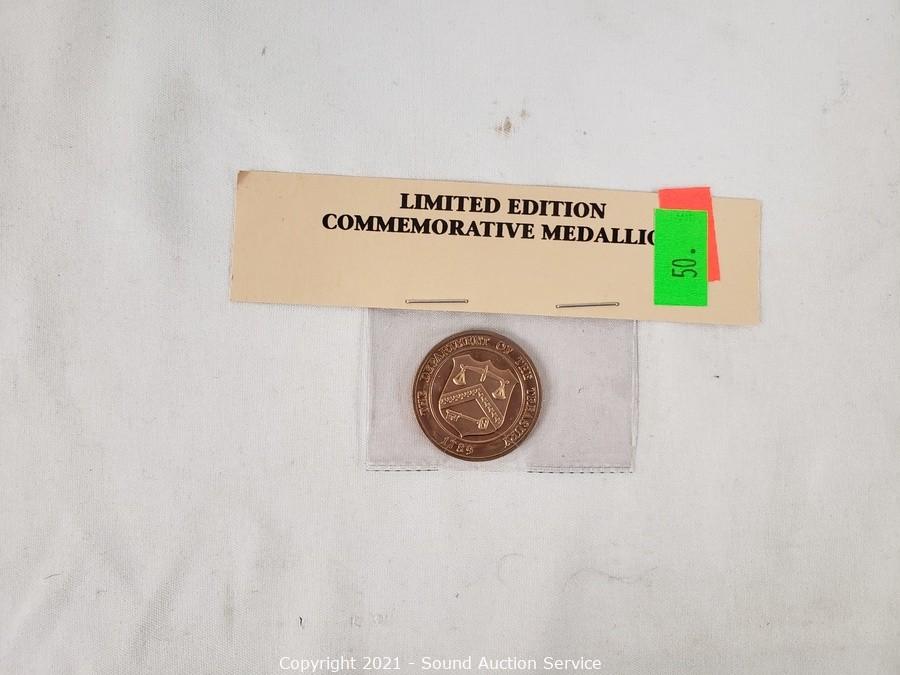 LIMITED EDITION
COMMEMORATIVE MEDALLIO
50.
THE DEPARTMENT OF THE TREASURY
1789
Copyright 2021 - Sound Auction Service